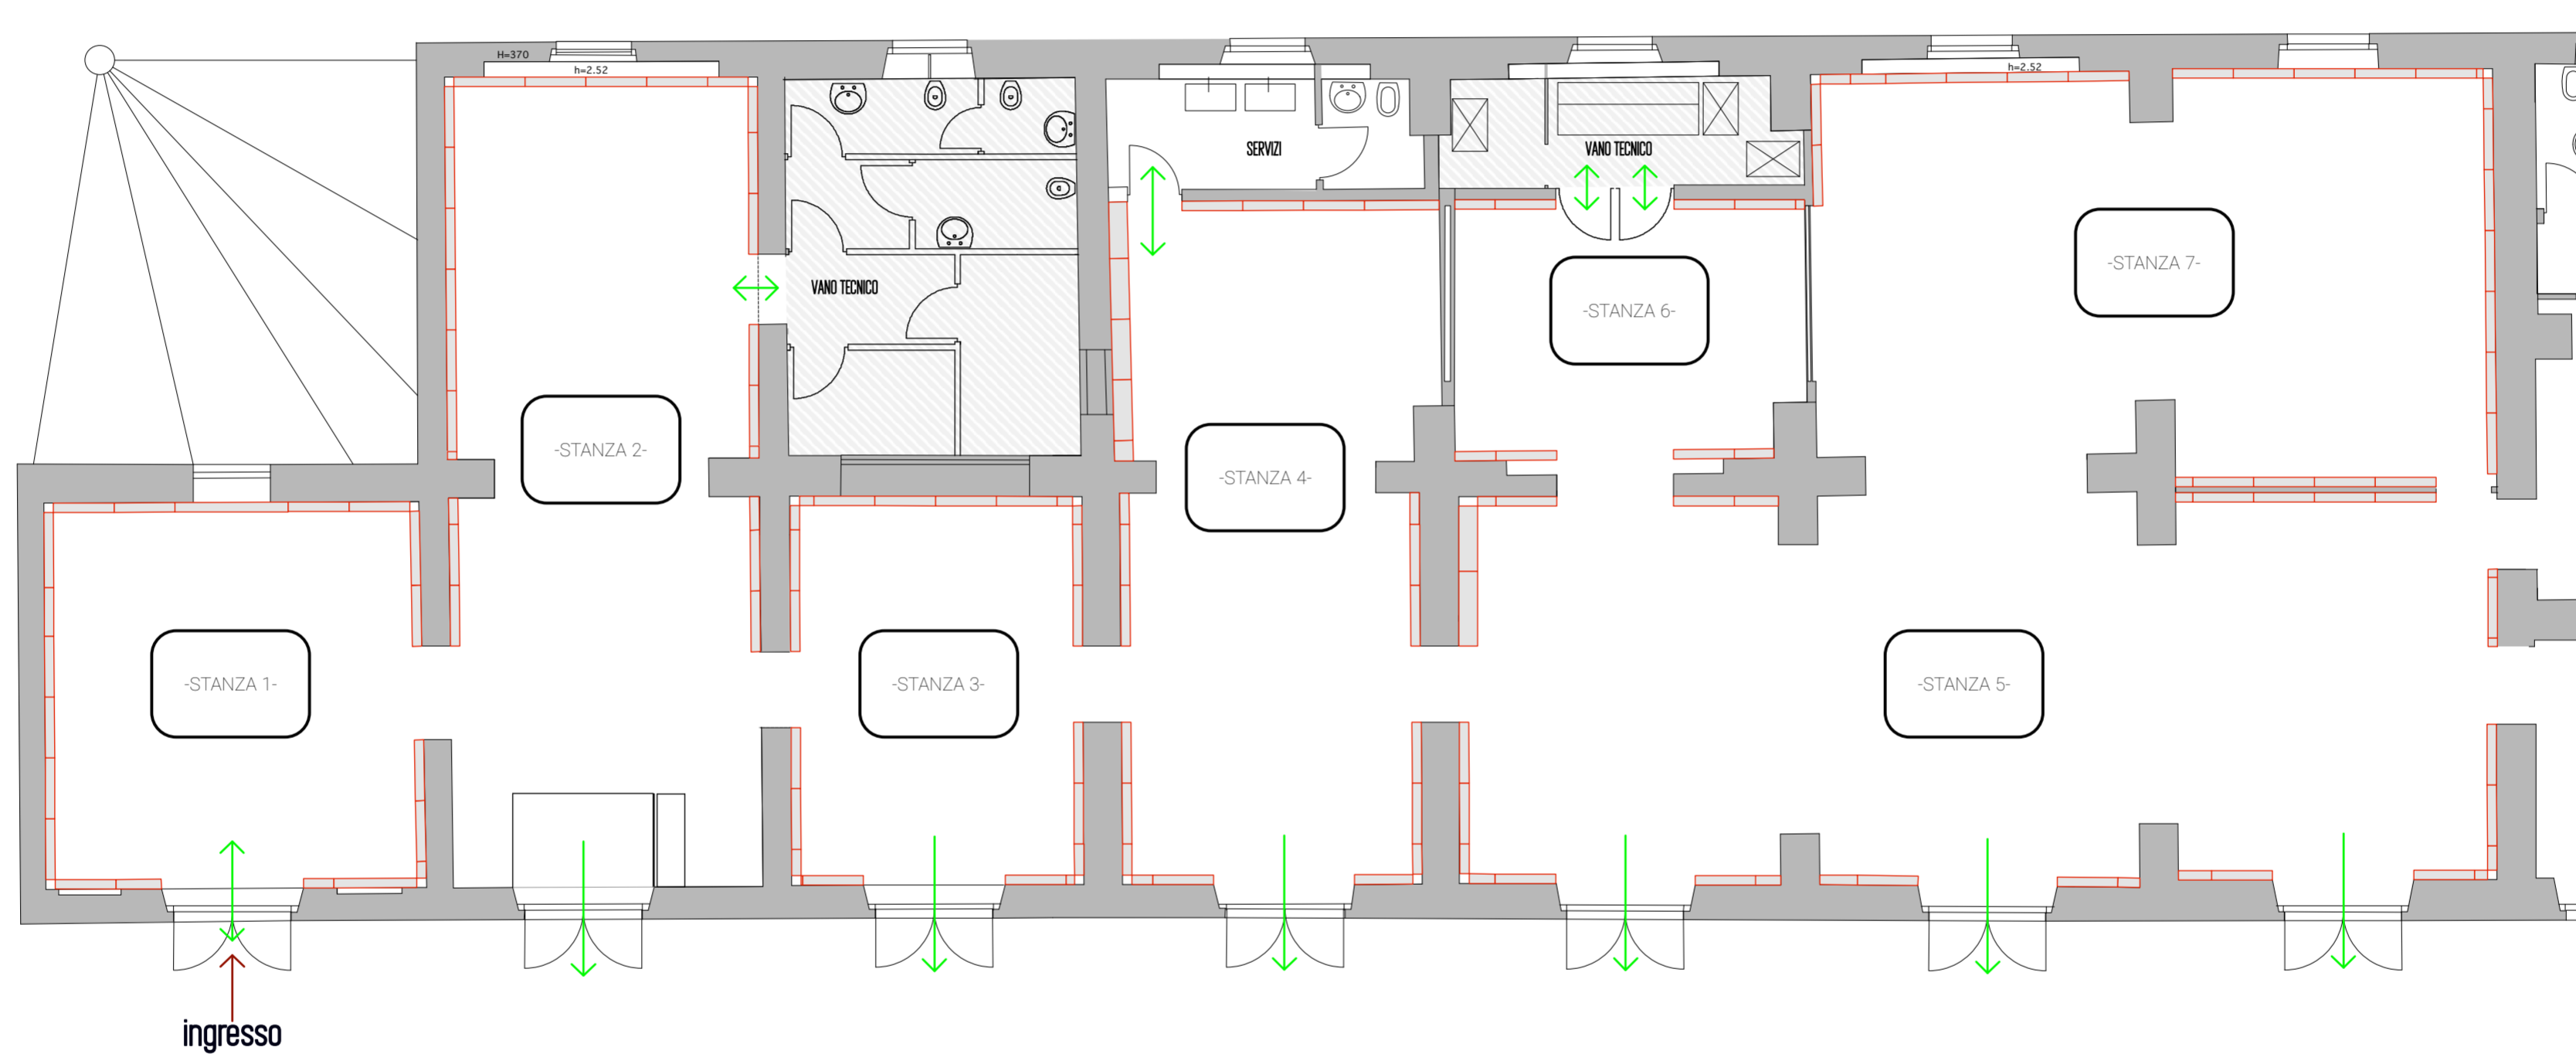 H=370
h=2.52
h=2.52
SERVIZI
VANO TECNICO
-STANZA 7-
VANO TECNICO
-STANZA 6-
-STANZA 2-
-STANZA 4-
-STANZA 1-
-STANZA 3-
-STANZA 5-
ingresso